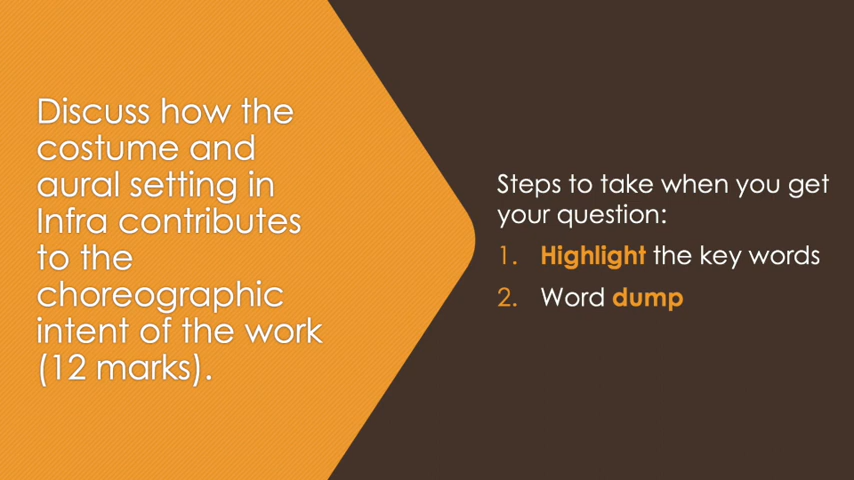 Discuss how the
costume and
aural setting in
Infra contributes
to the
choreographic
intent of the work
(12 marks).
Steps to take when you get
your question:
1. Highlight the key words
2. Word dump